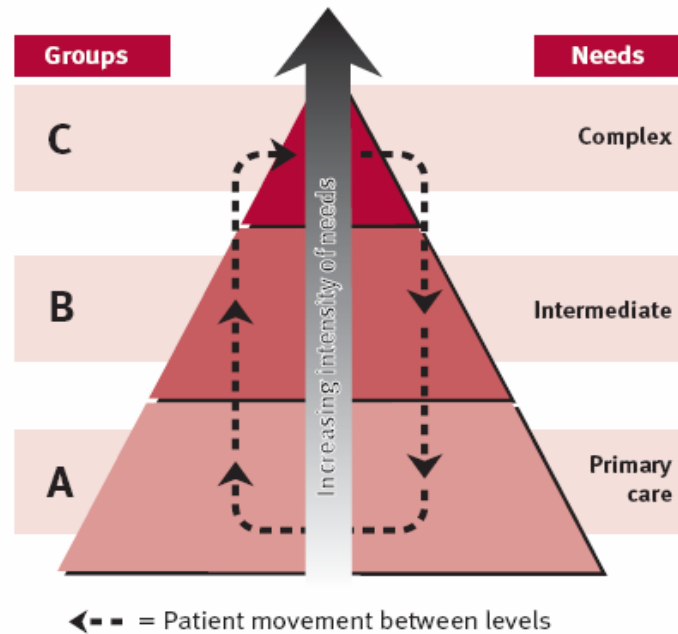 Groups
Needs
C
Complex
Increasing intensity of needs
B
Intermediate
A
Primary
care
= Patient movement between levels